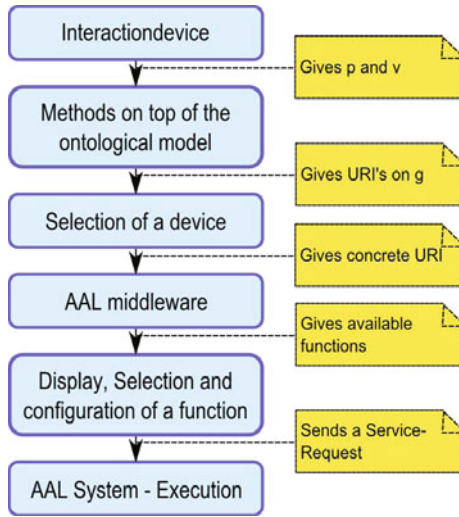 Interactiondevice
Gives p and v
Methods on top of the
ontological model
Gives URI's on g
Selection of a device
Gives concrete URI
AAL middleware
Gives available
functions
Display, Selection and
configuration of a function
Sends a Service-
Request
AAL System - Execution